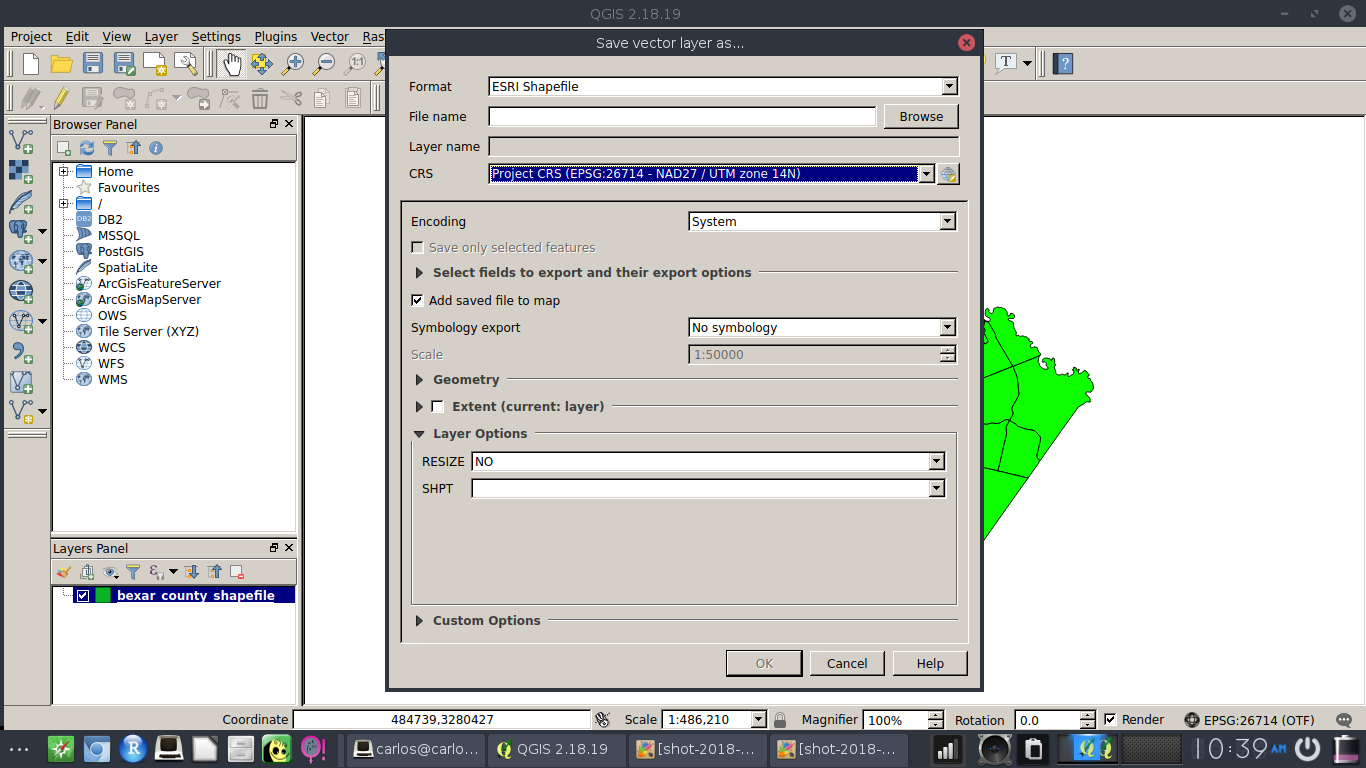 QGIS 2.18.19
Project Edit View Layer Settings Plugins Vector Ras
Save vector layer as...
Format ESRI Shapefile
File name Browse
Layer name
CRS Project CRS (EPSG:26714 - NAD27 / UTM zone 14N)
Encoding System
Save only selected features
Select fields to export and their export options
Add saved file to map
Symbology export No symbology
Scale 1:50000
Geometry
Extent (current: layer)
Layer Options
RESIZE NO
SHPT
Custom Options
OK Cancel Help
Browser Panel
Home
Favourites
/
DB2
MSSQL
PostGIS
SpatiaLite
ArcGisFeatureServer
ArcGisMapServer
OWS
Tile Server (XYZ)
WCS
WFS
WMS
Layers Panel
bexar_county_shapefile
Coordinate 484739,3280427 Scale 1:486,210 Magnifier 100% Rotation 0.0 Render EPSG:26714 (OTF)
carlos@carlo... QGIS 2.18.19 [shot-2018-... [shot-2018-... 10:39 AM